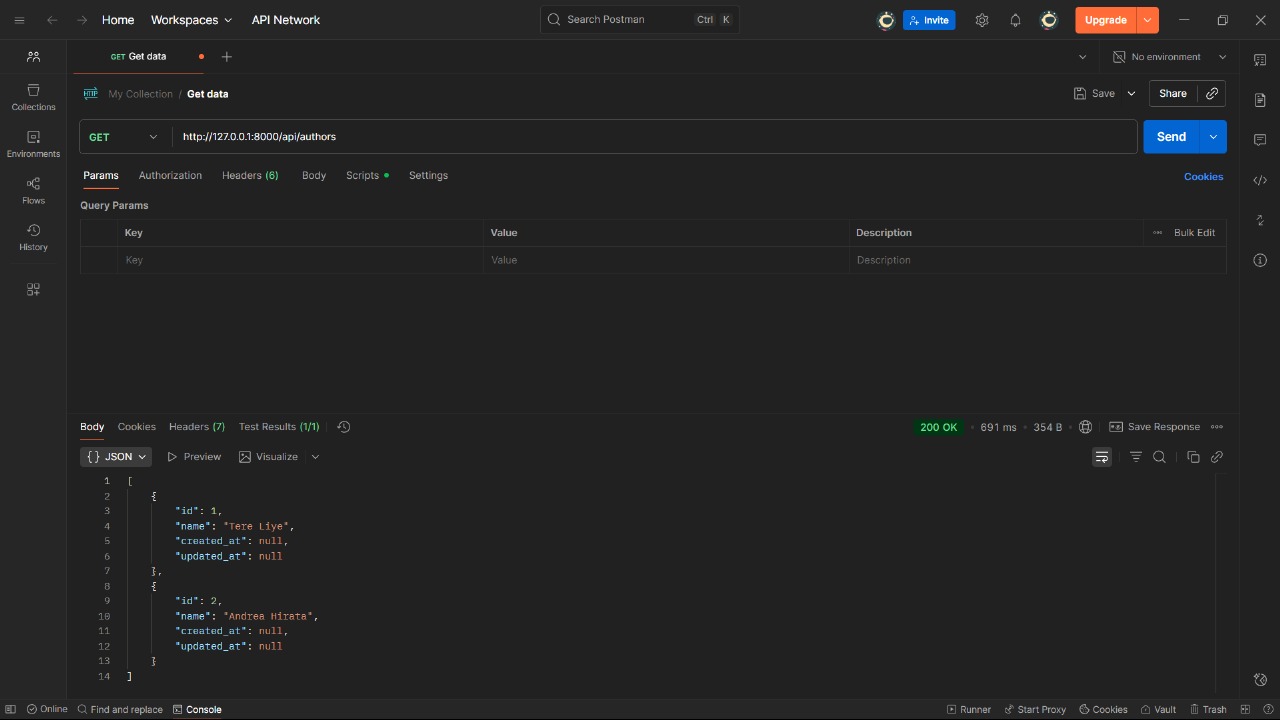 Home Workspaces API Network Search Postman Ctrl K Invite Upgrade
GET Get data No environment
Collections
Environments
Flows
History
HTTP My Collection / Get data Save Share
GET http://127.0.0.1:8000/api/authors Send
Params Authorization Headers (6) Body Scripts Settings Cookies
Query Params
Key Value Description Bulk Edit
Key Value Description
Body Cookies Headers (7) Test Results (1/1) 200 OK 691 ms 354 B Save Response
{} JSON Preview Visualize
1 [
2 {
3 "id": 1,
4 "name": "Tere Liye",
5 "created_at": null,
6 "updated_at": null
7 },
8 {
9 "id": 2,
10 "name": "Andrea Hirata",
11 "created_at": null,
12 "updated_at": null
13 }
14 ]
Online Find and replace Console Runner Start Proxy Cookies Vault Trash